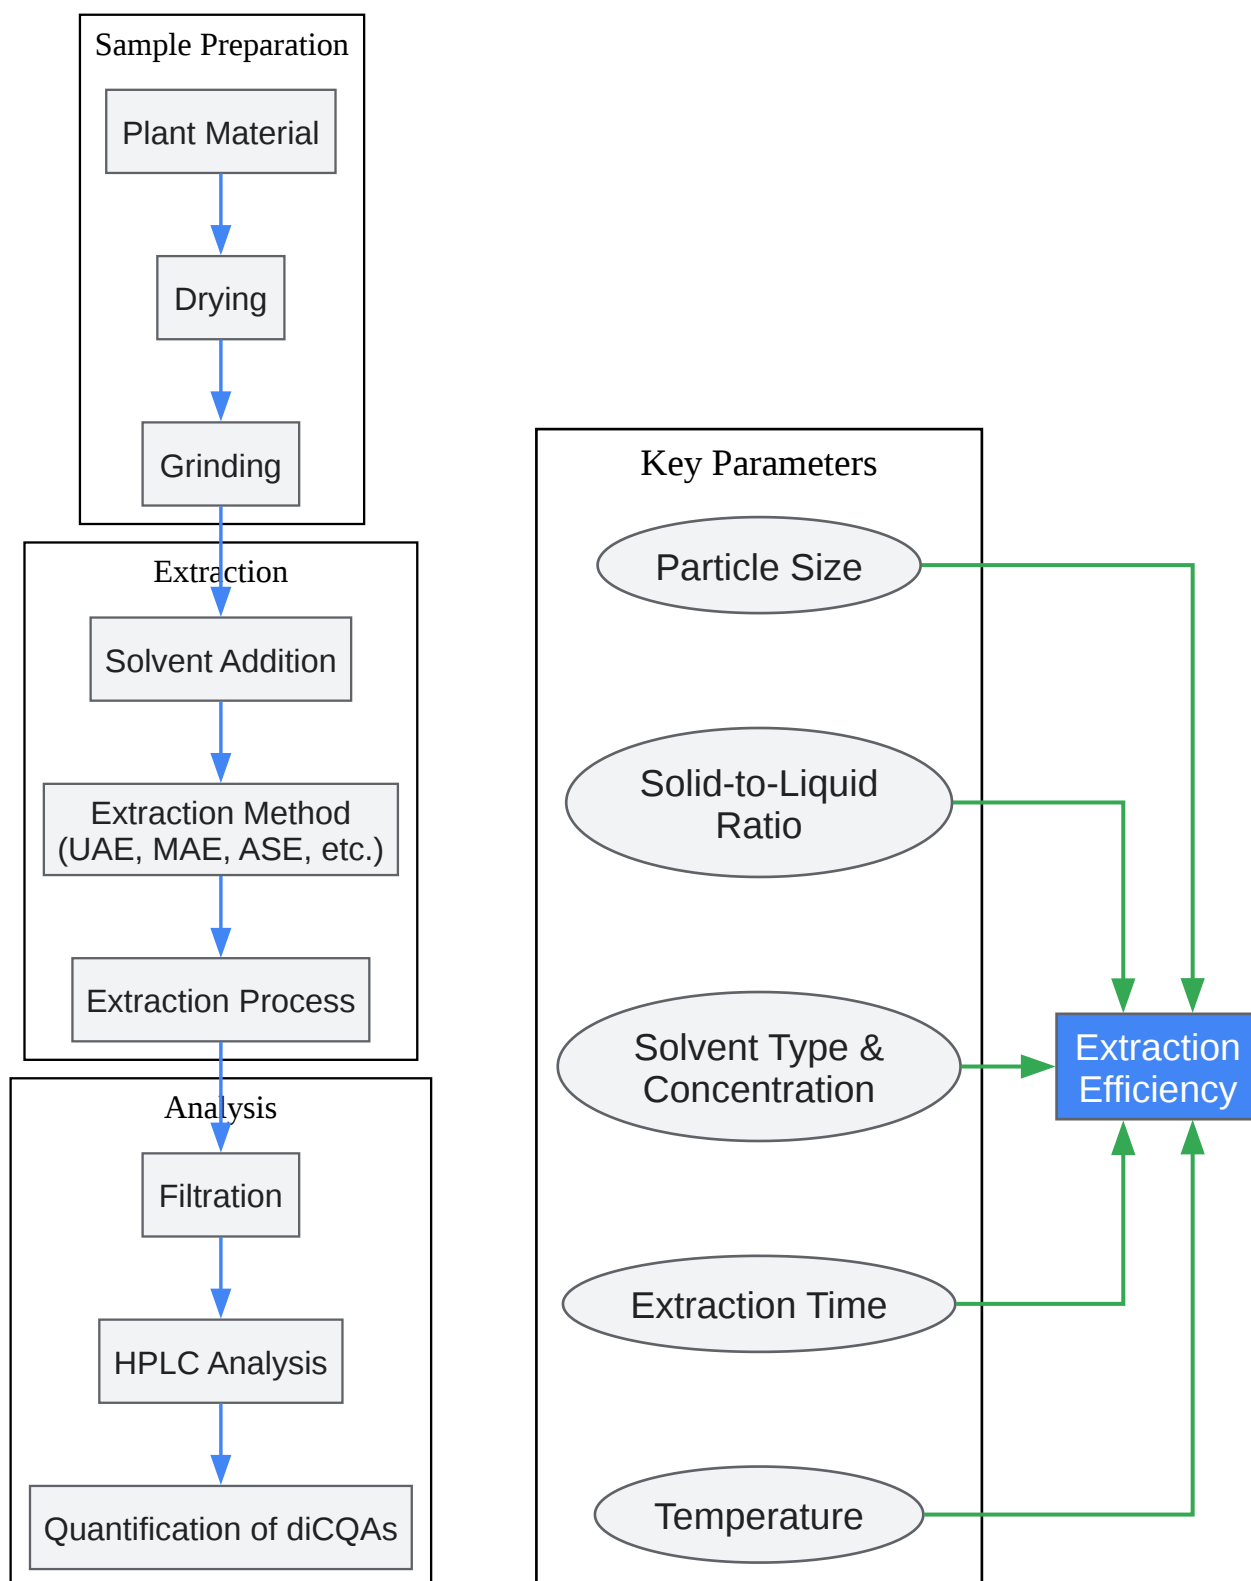 Sample Preparation
Plant Material
Drying
Grinding
Extraction
Solvent Addition
Extraction Method
(UAE, MAE, ASE, etc.)
Extraction Process
Analysis
Filtration
HPLC Analysis
Quantification of diCQAs
Key Parameters
Particle Size
Solid-to-Liquid
Ratio
Solvent Type &
Concentration
Extraction Time
Temperature
Extraction
Efficiency